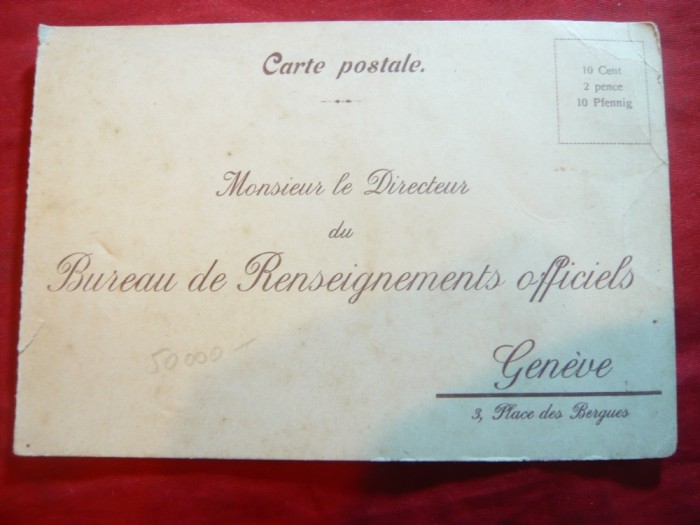 Carte postale.
10 Cent
2 pence
10 Pfennig
Monsieur le Directeur
du
Bureau de Renseignements officiels
50000 -
Genève
3, Place des Bergues